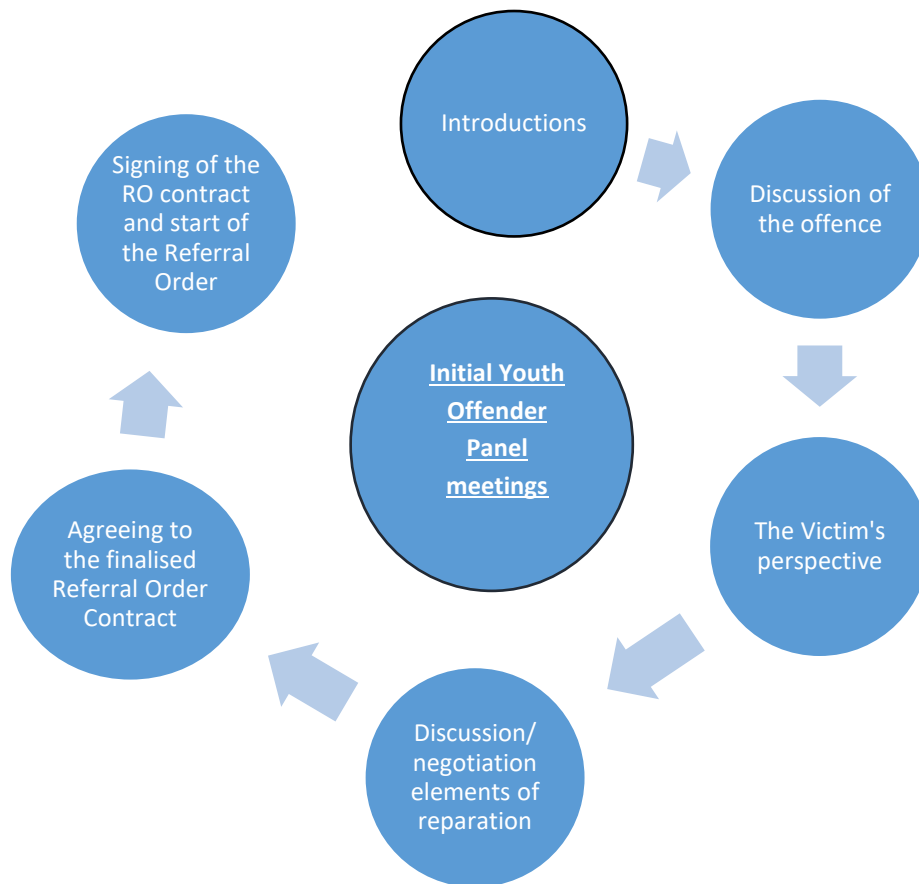 Introductions
Discussion of
the offence
The Victim's
perspective
Discussion/
negotiation
elements of
reparation
Agreeing to
the finalised
Referral Order
Contract
Signing of the
RO contract
and start of
the Referral
Order
Initial Youth
Offender
Panel
meetings